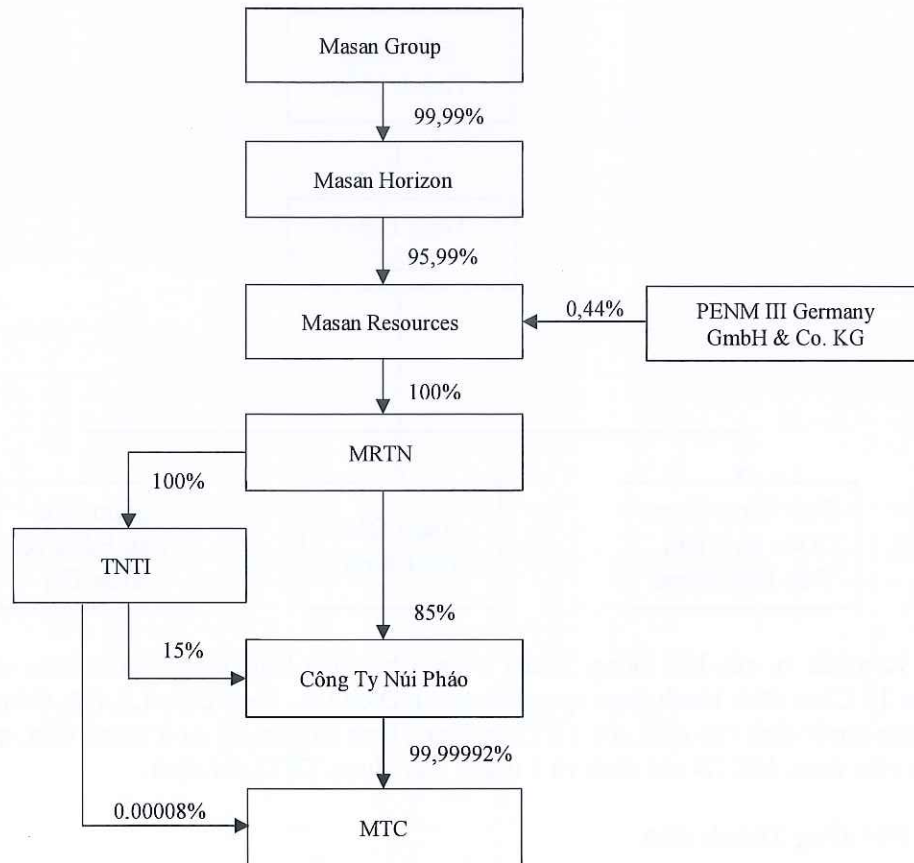 Masan Group
99,99%
Masan Horizon
95,99%
Masan Resources
0,44%
PENM III Germany
GmbH & Co. KG
100%
MRTN
100%
TNTI
85%
15%
Công Ty Núi Pháo
99,99992%
0.00008%
MTC